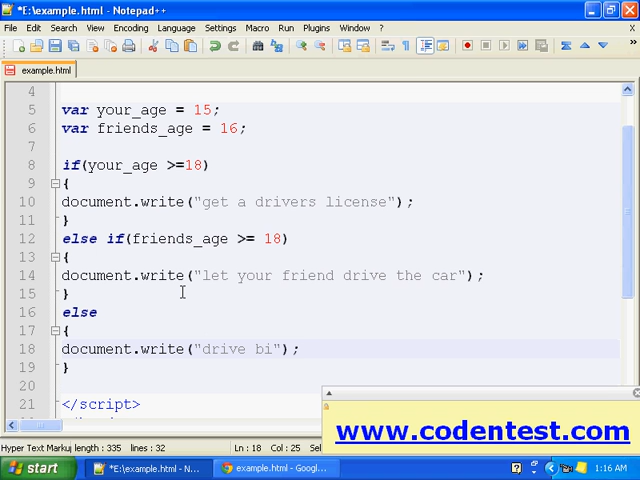 *E:\example.html - Notepad++
File Edit Search View Encoding Language Settings Macro Run Plugins Window ?
example.html
4
5 var your_age = 15;
6 var friends_age = 16;
7
8 if(your_age >=18)
9 {
10 document.write("get a drivers license");
11 }
12 else if(friends_age >= 18)
13 {
14 document.write("let your friend drive the car");
15 }
16 else
17 {
18 document.write("drive bi");
19 }
20
21 </script>
www.codentest.com
Hyper Text Markup length : 335 lines : 32 Ln : 18 Col : 25 Sel
start *E:\example.html - N... example.html - Googl... 1:16 AM